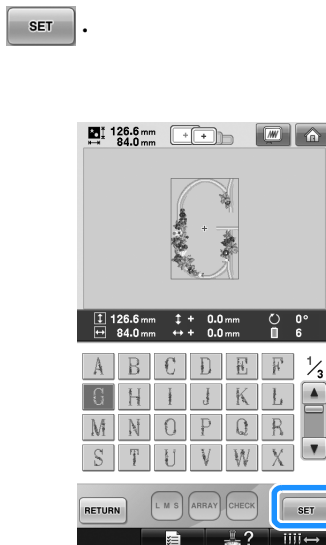 SET .
126.6 mm
84.0 mm
126.6 mm + 0.0 mm 0°
84.0 mm + 0.0 mm 6
A B C D E F 1/3
G H I J K L
M N O P Q R
S T U V W X
RETURN L M S ARRAY CHECK SET
?